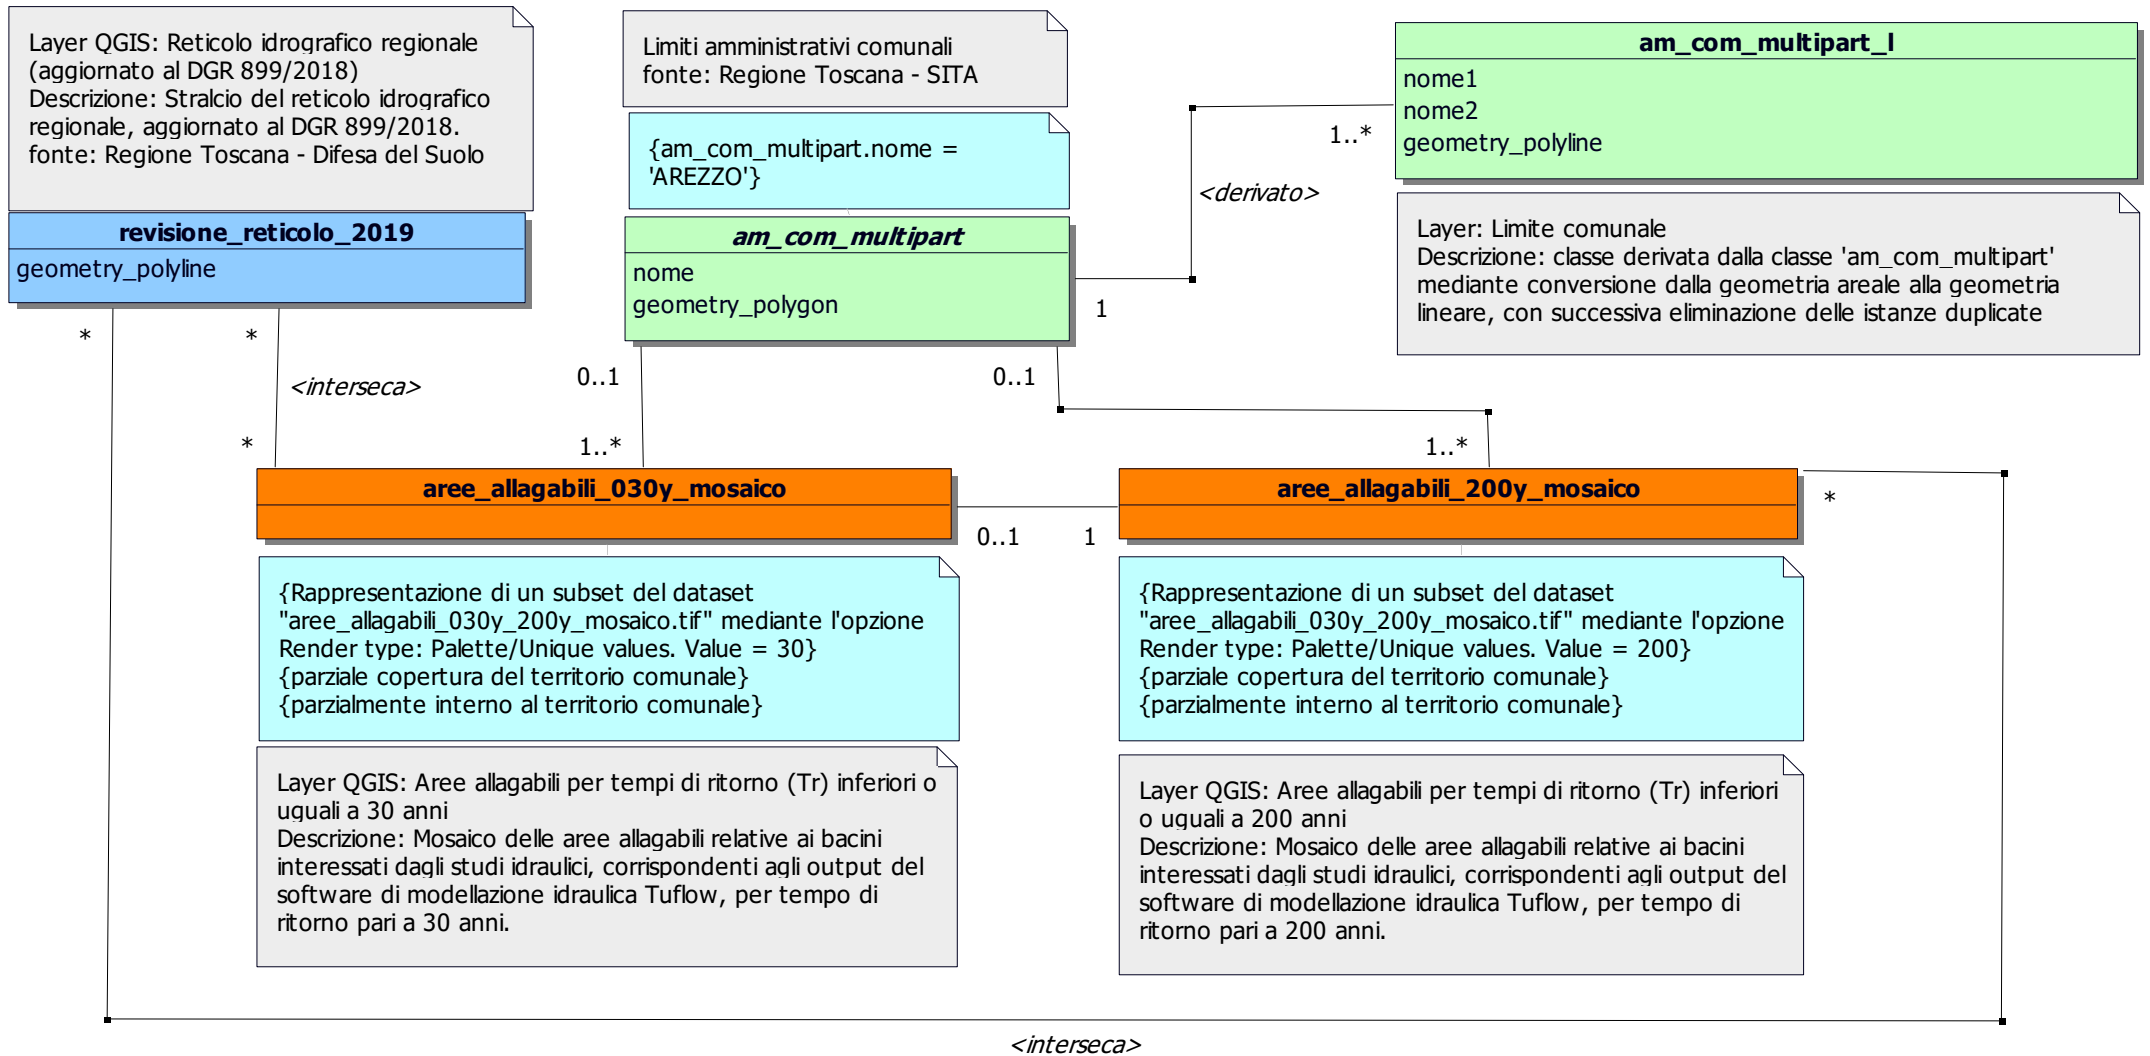 Layer QGIS: Reticolo idrografico regionale
(aggiornato al DGR 899/2018)
Descrizione: Stralcio del reticolo idrografico
regionale, aggiornato al DGR 899/2018.
fonte: Regione Toscana - Difesa del Suolo
revisione_reticolo_2019
geometry_polyline
Limiti amministrativi comunali
fonte: Regione Toscana - SITA
{am_com_multipart.nome =
'AREZZO'}
am_com_multipart
nome
geometry_polygon
am_com_multipart_l
nome1
nome2
geometry_polyline
1..*
<derivato>
1
Layer: Limite comunale
Descrizione: classe derivata dalla classe 'am_com_multipart'
mediante conversione dalla geometria areale alla geometria
lineare, con successiva eliminazione delle istanze duplicate
*
*
<interseca>
0..1
0..1
*
1..*
1..*
aree_allagabili_030y_mosaico
0..1
1
aree_allagabili_200y_mosaico
*
{Rappresentazione di un subset del dataset
"aree_allagabili_030y_200y_mosaico.tif" mediante l'opzione
Render type: Palette/Unique values. Value = 30}
{parziale copertura del territorio comunale}
{parzialmente interno al territorio comunale}
{Rappresentazione di un subset del dataset
"aree_allagabili_030y_200y_mosaico.tif" mediante l'opzione
Render type: Palette/Unique values. Value = 200}
{parziale copertura del territorio comunale}
{parzialmente interno al territorio comunale}
Layer QGIS: Aree allagabili per tempi di ritorno (Tr) inferiori o
uguali a 30 anni
Descrizione: Mosaico delle aree allagabili relative ai bacini
interessati dagli studi idraulici, corrispondenti agli output del
software di modellazione idraulica Tuflow, per tempo di
ritorno pari a 30 anni.
Layer QGIS: Aree allagabili per tempi di ritorno (Tr) inferiori
o uguali a 200 anni
Descrizione: Mosaico delle aree allagabili relative ai bacini
interessati dagli studi idraulici, corrispondenti agli output del
software di modellazione idraulica Tuflow, per tempo di
ritorno pari a 200 anni.
<interseca>